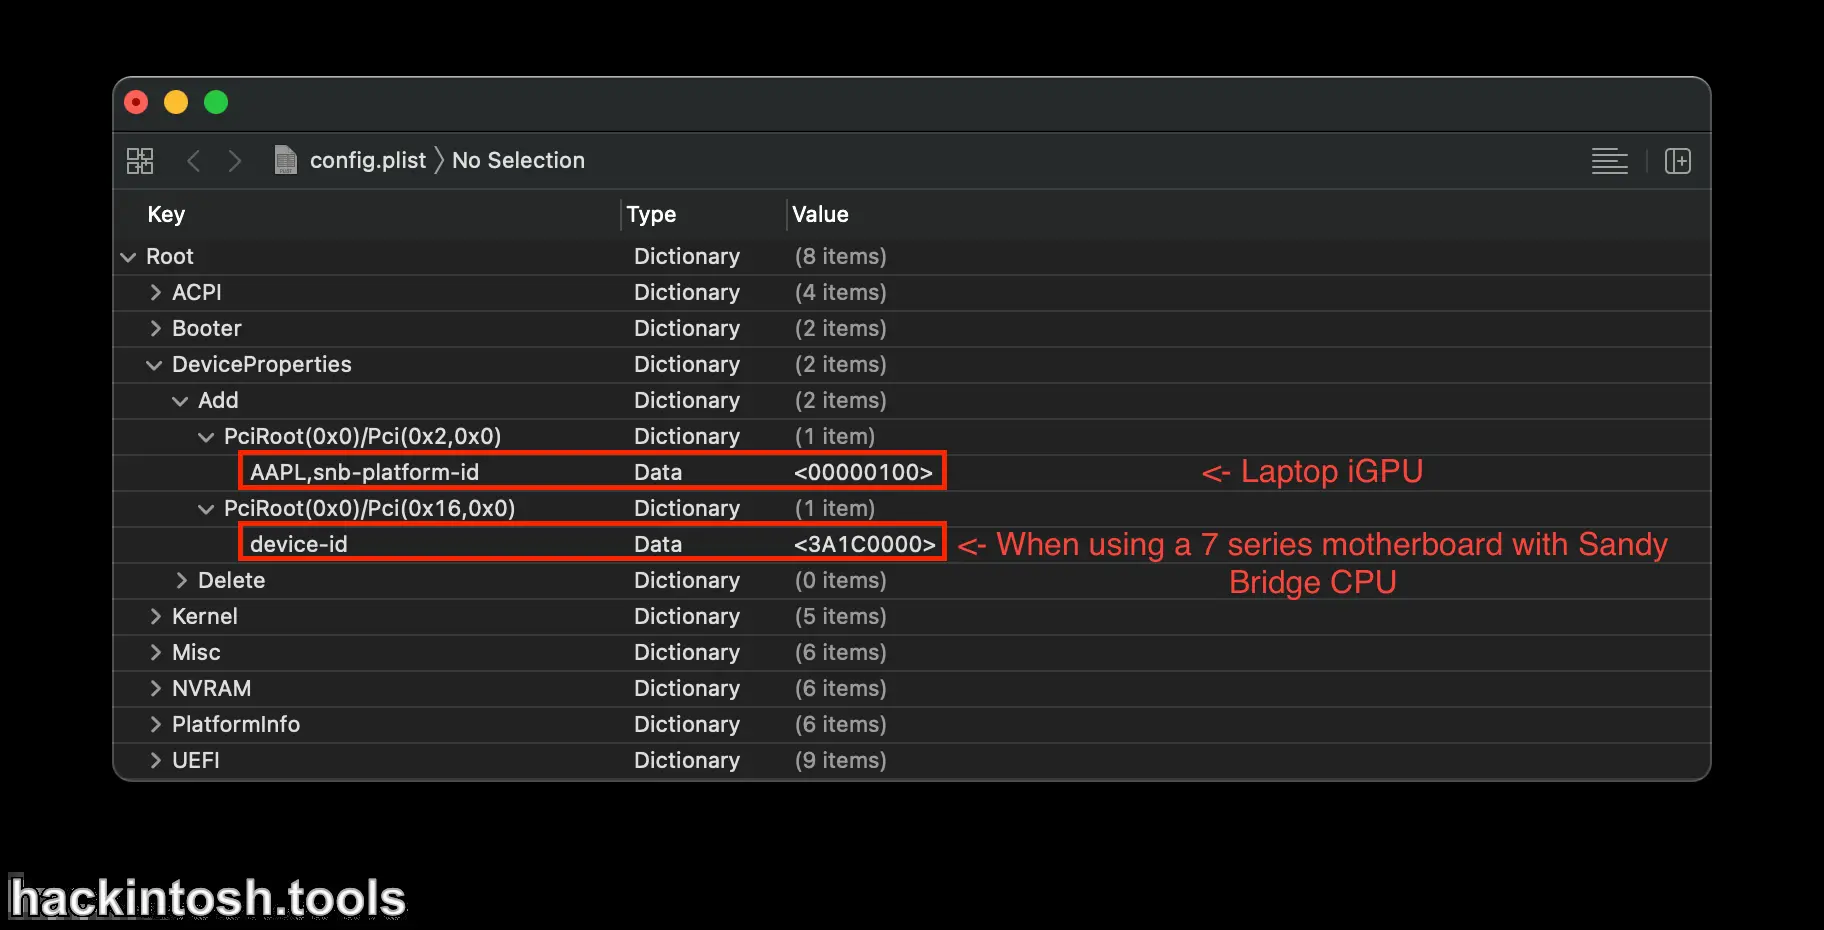 config.plist 〉 No Selection
Key Type Value
Root Dictionary (8 items)
ACPI Dictionary (4 items)
Booter Dictionary (2 items)
DeviceProperties Dictionary (2 items)
Add Dictionary (2 items)
PciRoot(0x0)/Pci(0x2,0x0) Dictionary (1 item)
AAPL,snb-platform-id Data <00000100> <- Laptop iGPU
PciRoot(0x0)/Pci(0x16,0x0) Dictionary (1 item)
device-id Data <3A1C0000> <- When using a 7 series motherboard with Sandy
Bridge CPU
Delete Dictionary (0 items)
Kernel Dictionary (5 items)
Misc Dictionary (6 items)
NVRAM Dictionary (6 items)
PlatformInfo Dictionary (6 items)
UEFI Dictionary (9 items)
hackintosh.tools